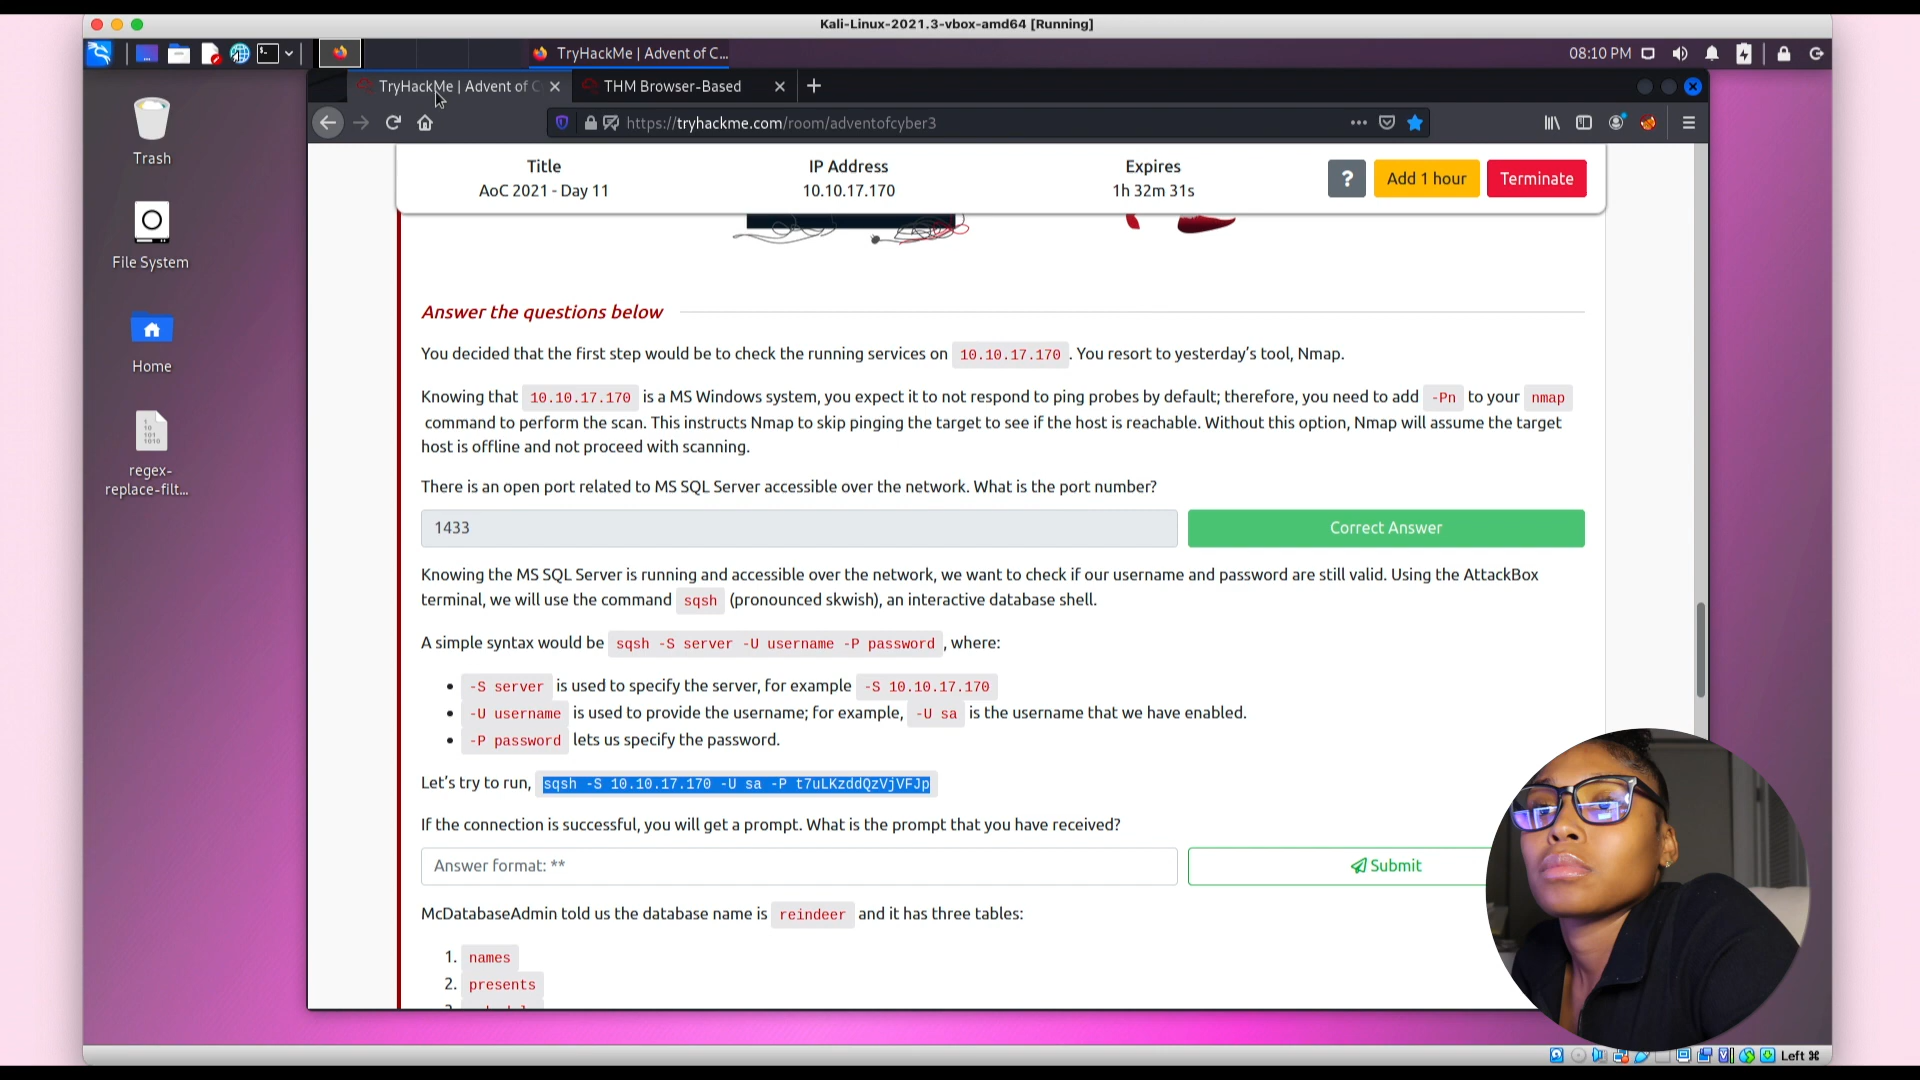 Kali-Linux-2021.3-vbox-amd64 [Running]
TryHackMe | Advent of C...
08:10 PM
TryHackMe | Advent of C
THM Browser-Based
https://tryhackme.com/room/adventofcyber3
Trash
File System
Home
regex-
replace-filt...
Title
AoC 2021 - Day 11
IP Address
10.10.17.170
Expires
1h 32m 31s
?
Add 1 hour
Terminate
Answer the questions below
You decided that the first step would be to check the running services on 10.10.17.170 . You resort to yesterday's tool, Nmap.
Knowing that 10.10.17.170 is a MS Windows system, you expect it to not respond to ping probes by default; therefore, you need to add -Pn to your nmap
command to perform the scan. This instructs Nmap to skip pinging the target to see if the host is reachable. Without this option, Nmap will assume the target
host is offline and not proceed with scanning.
There is an open port related to MS SQL Server accessible over the network. What is the port number?
1433
Correct Answer
Knowing the MS SQL Server is running and accessible over the network, we want to check if our username and password are still valid. Using the AttackBox
terminal, we will use the command sqsh (pronounced skwish), an interactive database shell.
A simple syntax would be sqsh -S server -U username -P password , where:
• -S server is used to specify the server, for example -S 10.10.17.170
• -U username is used to provide the username; for example, -U sa is the username that we have enabled.
• -P password lets us specify the password.
Let's try to run, sqsh -S 10.10.17.170 -U sa -P t7uLKzddQzVjVFJp
If the connection is successful, you will get a prompt. What is the prompt that you have received?
Answer format: **
Submit
McDatabaseAdmin told us the database name is reindeer and it has three tables:
1. names
2. presents
Left ⌘